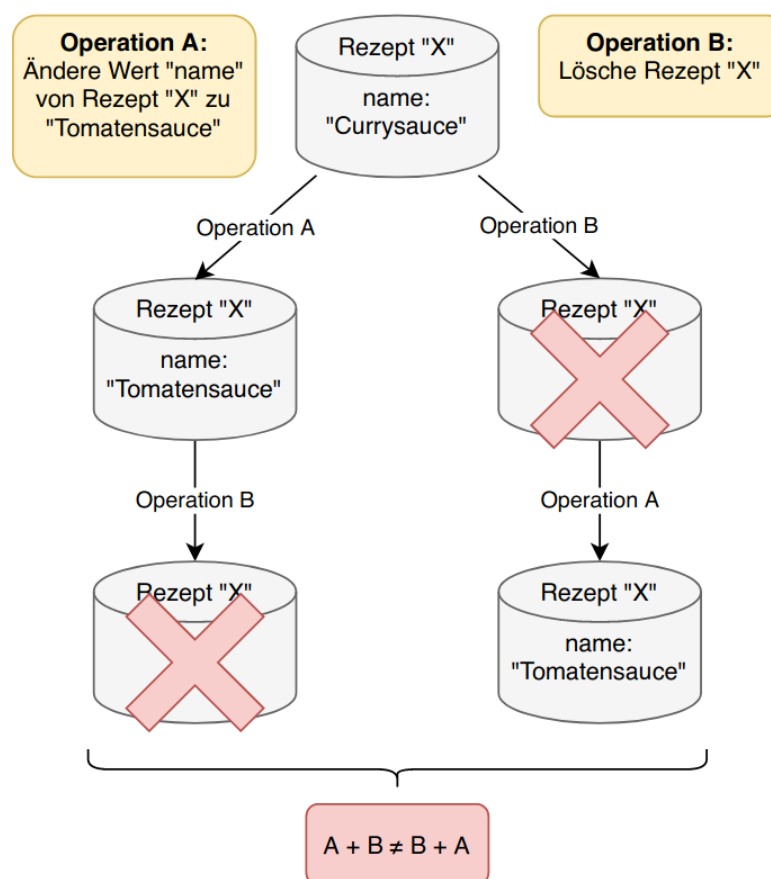 Operation A:
Ändere Wert "name"
von Rezept "X" zu
"Tomatensauce"
Rezept "X"
name:
"Currysauce"
Operation B:
Lösche Rezept "X"
Operation A
Operation B
Rezept "X"
name:
"Tomatensauce"
Rezept "X"
Operation B
Operation A
Rezept "X"
Rezept "X"
name:
"Tomatensauce"
A + B ≠ B + A